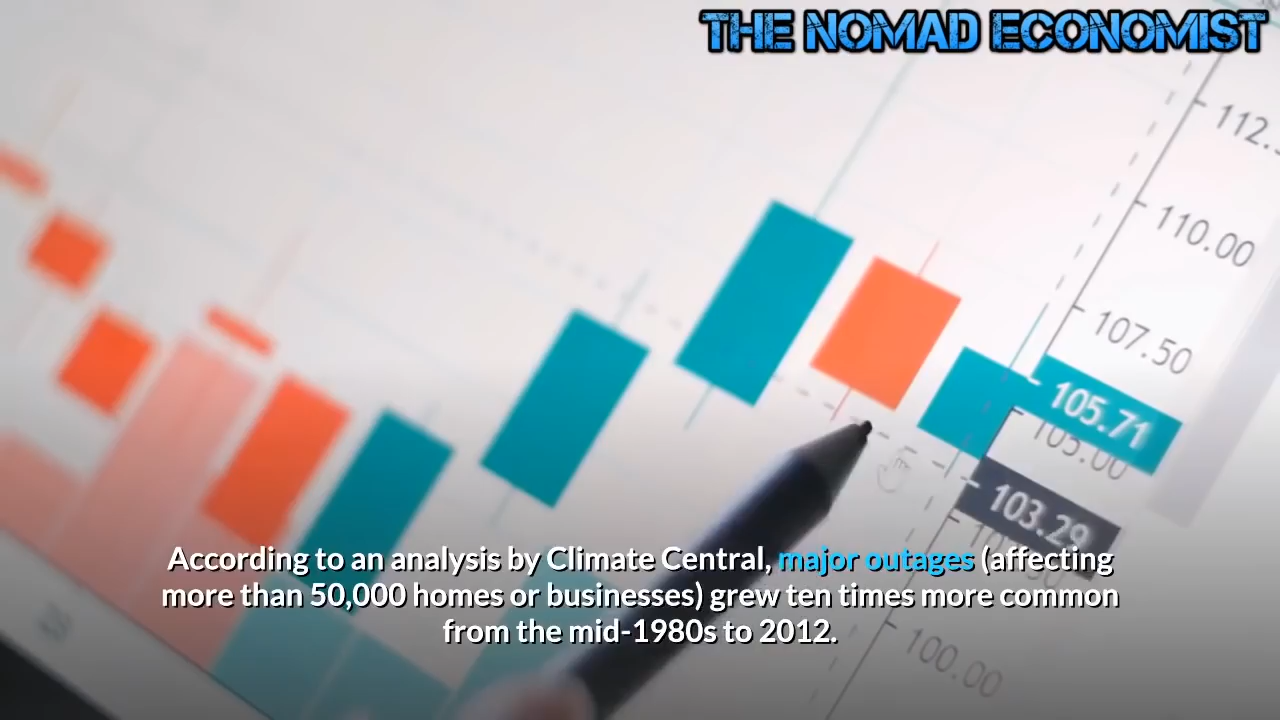 THE NOMAD ECONOMIST
112.
110.00
107.50
105.71
105.00
103.29
100.00
According to an analysis by Climate Central, major outages (affecting
more than 50,000 homes or businesses) grew ten times more common
from the mid-1980s to 2012.